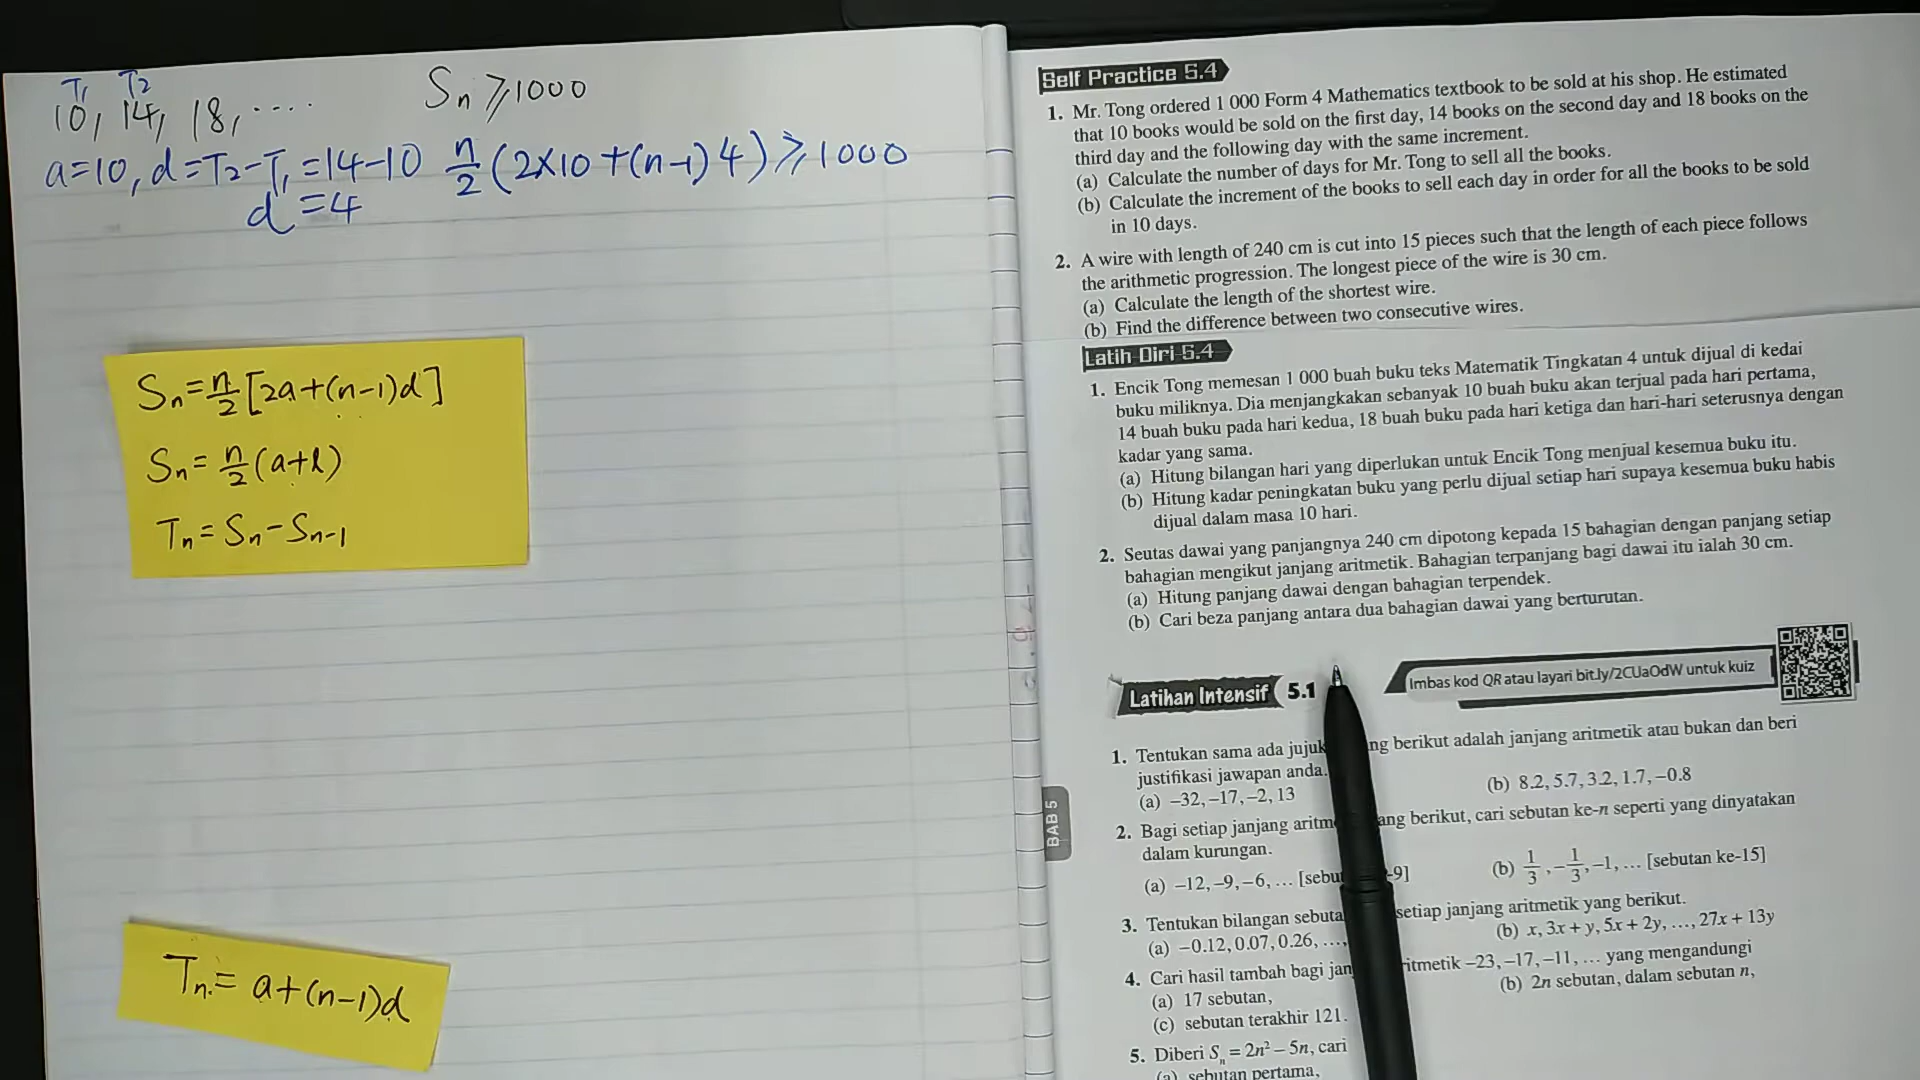 T₁ T₂
10, 14, 18, .... Sₙ ⩾ 1000
a=10, d=T₂-T₁=14-10 n/2 (2×10+(n-1)4) ⩾ 1000
d=4
Sₙ=n/2[2a+(n-1)d]
Sₙ=n/2(a+l)
Tₙ=Sₙ-Sₙ₋₁
Tₙ=a+(n-1)d
Self Practice 5.4
1. Mr. Tong ordered 1 000 Form 4 Mathematics textbook to be sold at his shop. He estimated
that 10 books would be sold on the first day, 14 books on the second day and 18 books on the
third day and the following day with the same increment.
(a) Calculate the number of days for Mr. Tong to sell all the books.
(b) Calculate the increment of the books to sell each day in order for all the books to be sold
in 10 days.
2. A wire with length of 240 cm is cut into 15 pieces such that the length of each piece follows
the arithmetic progression. The longest piece of the wire is 30 cm.
(a) Calculate the length of the shortest wire.
(b) Find the difference between two consecutive wires.
Latih Diri 5.4
1. Encik Tong memesan 1 000 buah buku teks Matematik Tingkatan 4 untuk dijual di kedai
buku miliknya. Dia menjangkakan sebanyak 10 buah buku akan terjual pada hari pertama,
14 buah buku pada hari kedua, 18 buah buku pada hari ketiga dan hari-hari seterusnya dengan
kadar yang sama.
(a) Hitung bilangan hari yang diperlukan untuk Encik Tong menjual kesemua buku itu.
(b) Hitung kadar peningkatan buku yang perlu dijual setiap hari supaya kesemua buku habis
dijual dalam masa 10 hari.
2. Seutas dawai yang panjangnya 240 cm dipotong kepada 15 bahagian dengan panjang setiap
bahagian mengikut janjang aritmetik. Bahagian terpanjang bagi dawai itu ialah 30 cm.
(a) Hitung panjang dawai dengan bahagian terpendek.
(b) Cari beza panjang antara dua bahagian dawai yang berturutan.
Latihan Intensif 5.1 Imbas kod QR atau layari bit.ly/2CUaOdW untuk kuiz
1. Tentukan sama ada berikut adalah janjang aritmetik atau bukan dan beri
justifikasi jawapan anda.
(a) –32, –17, –2, 13 (b) 8.2, 5.7, 3.2, 1.7, –0.8
2. Bagi setiap janjang berikut, cari sebutan ke-n seperti yang dinyatakan
dalam kurungan.
(a) –12, –9, –6, … -9] (b) 1/3, –1/3, –1, … [sebutan ke-15]
3. Tentukan bilangan setiap janjang aritmetik yang berikut.
(a) –0.12, 0.07, 0.26, …, (b) x, 3x + y, 5x + 2y, …, 27x + 13y
4. Cari hasil tambah bagi –23, –17, –11, … yang mengandungi
(a) 17 sebutan, (b) 2n sebutan, dalam sebutan n,
(c) sebutan terakhir 121.
5. Diberi Sₙ = 2n² – 5n, cari
(a) sebutan pertama,
BAB 5